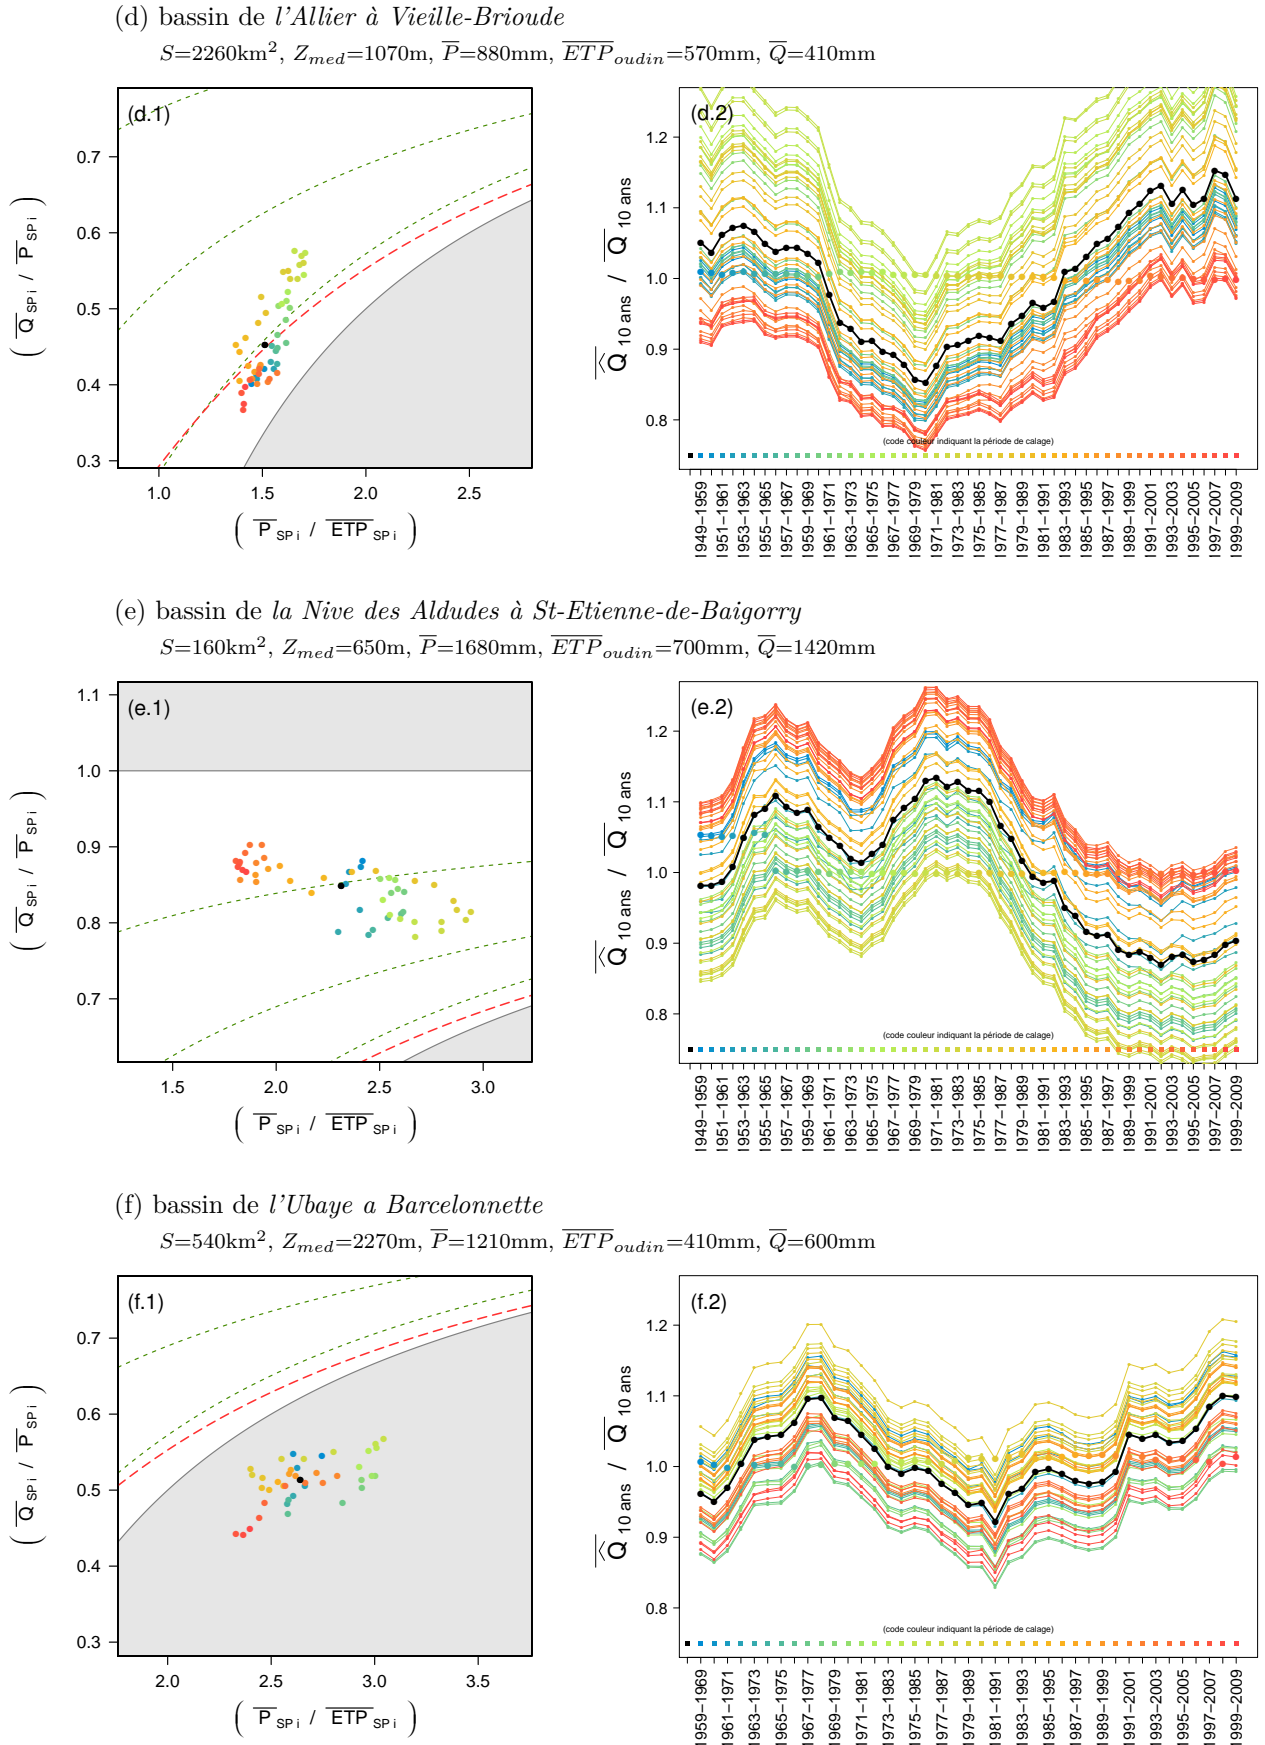 (d) bassin de l'Allier à Vieille-Brioude
S=2260km², Z_med=1070m, P̅=880mm, E̅T̅P̅_oudin=570mm, Q̅=410mm
(d.1)
0.7
0.6
0.5
0.4
0.3
( Q̅ SP i / P̅ SP i )
1.0 1.5 2.0 2.5
( P̅ SP i / E̅T̅P̅ SP i )
(d.2)
1.2
1.1
1.0
0.9
0.8
Q̂ 10 ans / Q̅ 10 ans
(code couleur indiquant la période de calage)
1949−1959 1951−1961 1953−1963 1955−1965 1957−1967 1959−1969 1961−1971 1963−1973 1965−1975 1967−1977 1969−1979 1971−1981 1973−1983 1975−1985 1977−1987 1979−1989 1981−1991 1983−1993 1985−1995 1987−1997 1989−1999 1991−2001 1993−2003 1995−2005 1997−2007 1999−2009
(e) bassin de la Nive des Aldudes à St-Etienne-de-Baigorry
S=160km², Z_med=650m, P̅=1680mm, E̅T̅P̅_oudin=700mm, Q̅=1420mm
(e.1)
1.1
1.0
0.9
0.8
0.7
( Q̅ SP i / P̅ SP i )
1.5 2.0 2.5 3.0
( P̅ SP i / E̅T̅P̅ SP i )
(e.2)
1.2
1.1
1.0
0.9
0.8
Q̂ 10 ans / Q̅ 10 ans
(code couleur indiquant la période de calage)
1949−1959 1951−1961 1953−1963 1955−1965 1957−1967 1959−1969 1961−1971 1963−1973 1965−1975 1967−1977 1969−1979 1971−1981 1973−1983 1975−1985 1977−1987 1979−1989 1981−1991 1983−1993 1985−1995 1987−1997 1989−1999 1991−2001 1993−2003 1995−2005 1997−2007 1999−2009
(f) bassin de l'Ubaye a Barcelonnette
S=540km², Z_med=2270m, P̅=1210mm, E̅T̅P̅_oudin=410mm, Q̅=600mm
(f.1)
0.7
0.6
0.5
0.4
0.3
( Q̅ SP i / P̅ SP i )
2.0 2.5 3.0 3.5
( P̅ SP i / E̅T̅P̅ SP i )
(f.2)
1.2
1.1
1.0
0.9
0.8
Q̂ 10 ans / Q̅ 10 ans
(code couleur indiquant la période de calage)
1959−1969 1961−1971 1963−1973 1965−1975 1967−1977 1969−1979 1971−1981 1973−1983 1975−1985 1977−1987 1979−1989 1981−1991 1983−1993 1985−1995 1987−1997 1989−1999 1991−2001 1993−2003 1995−2005 1997−2007 1999−2009